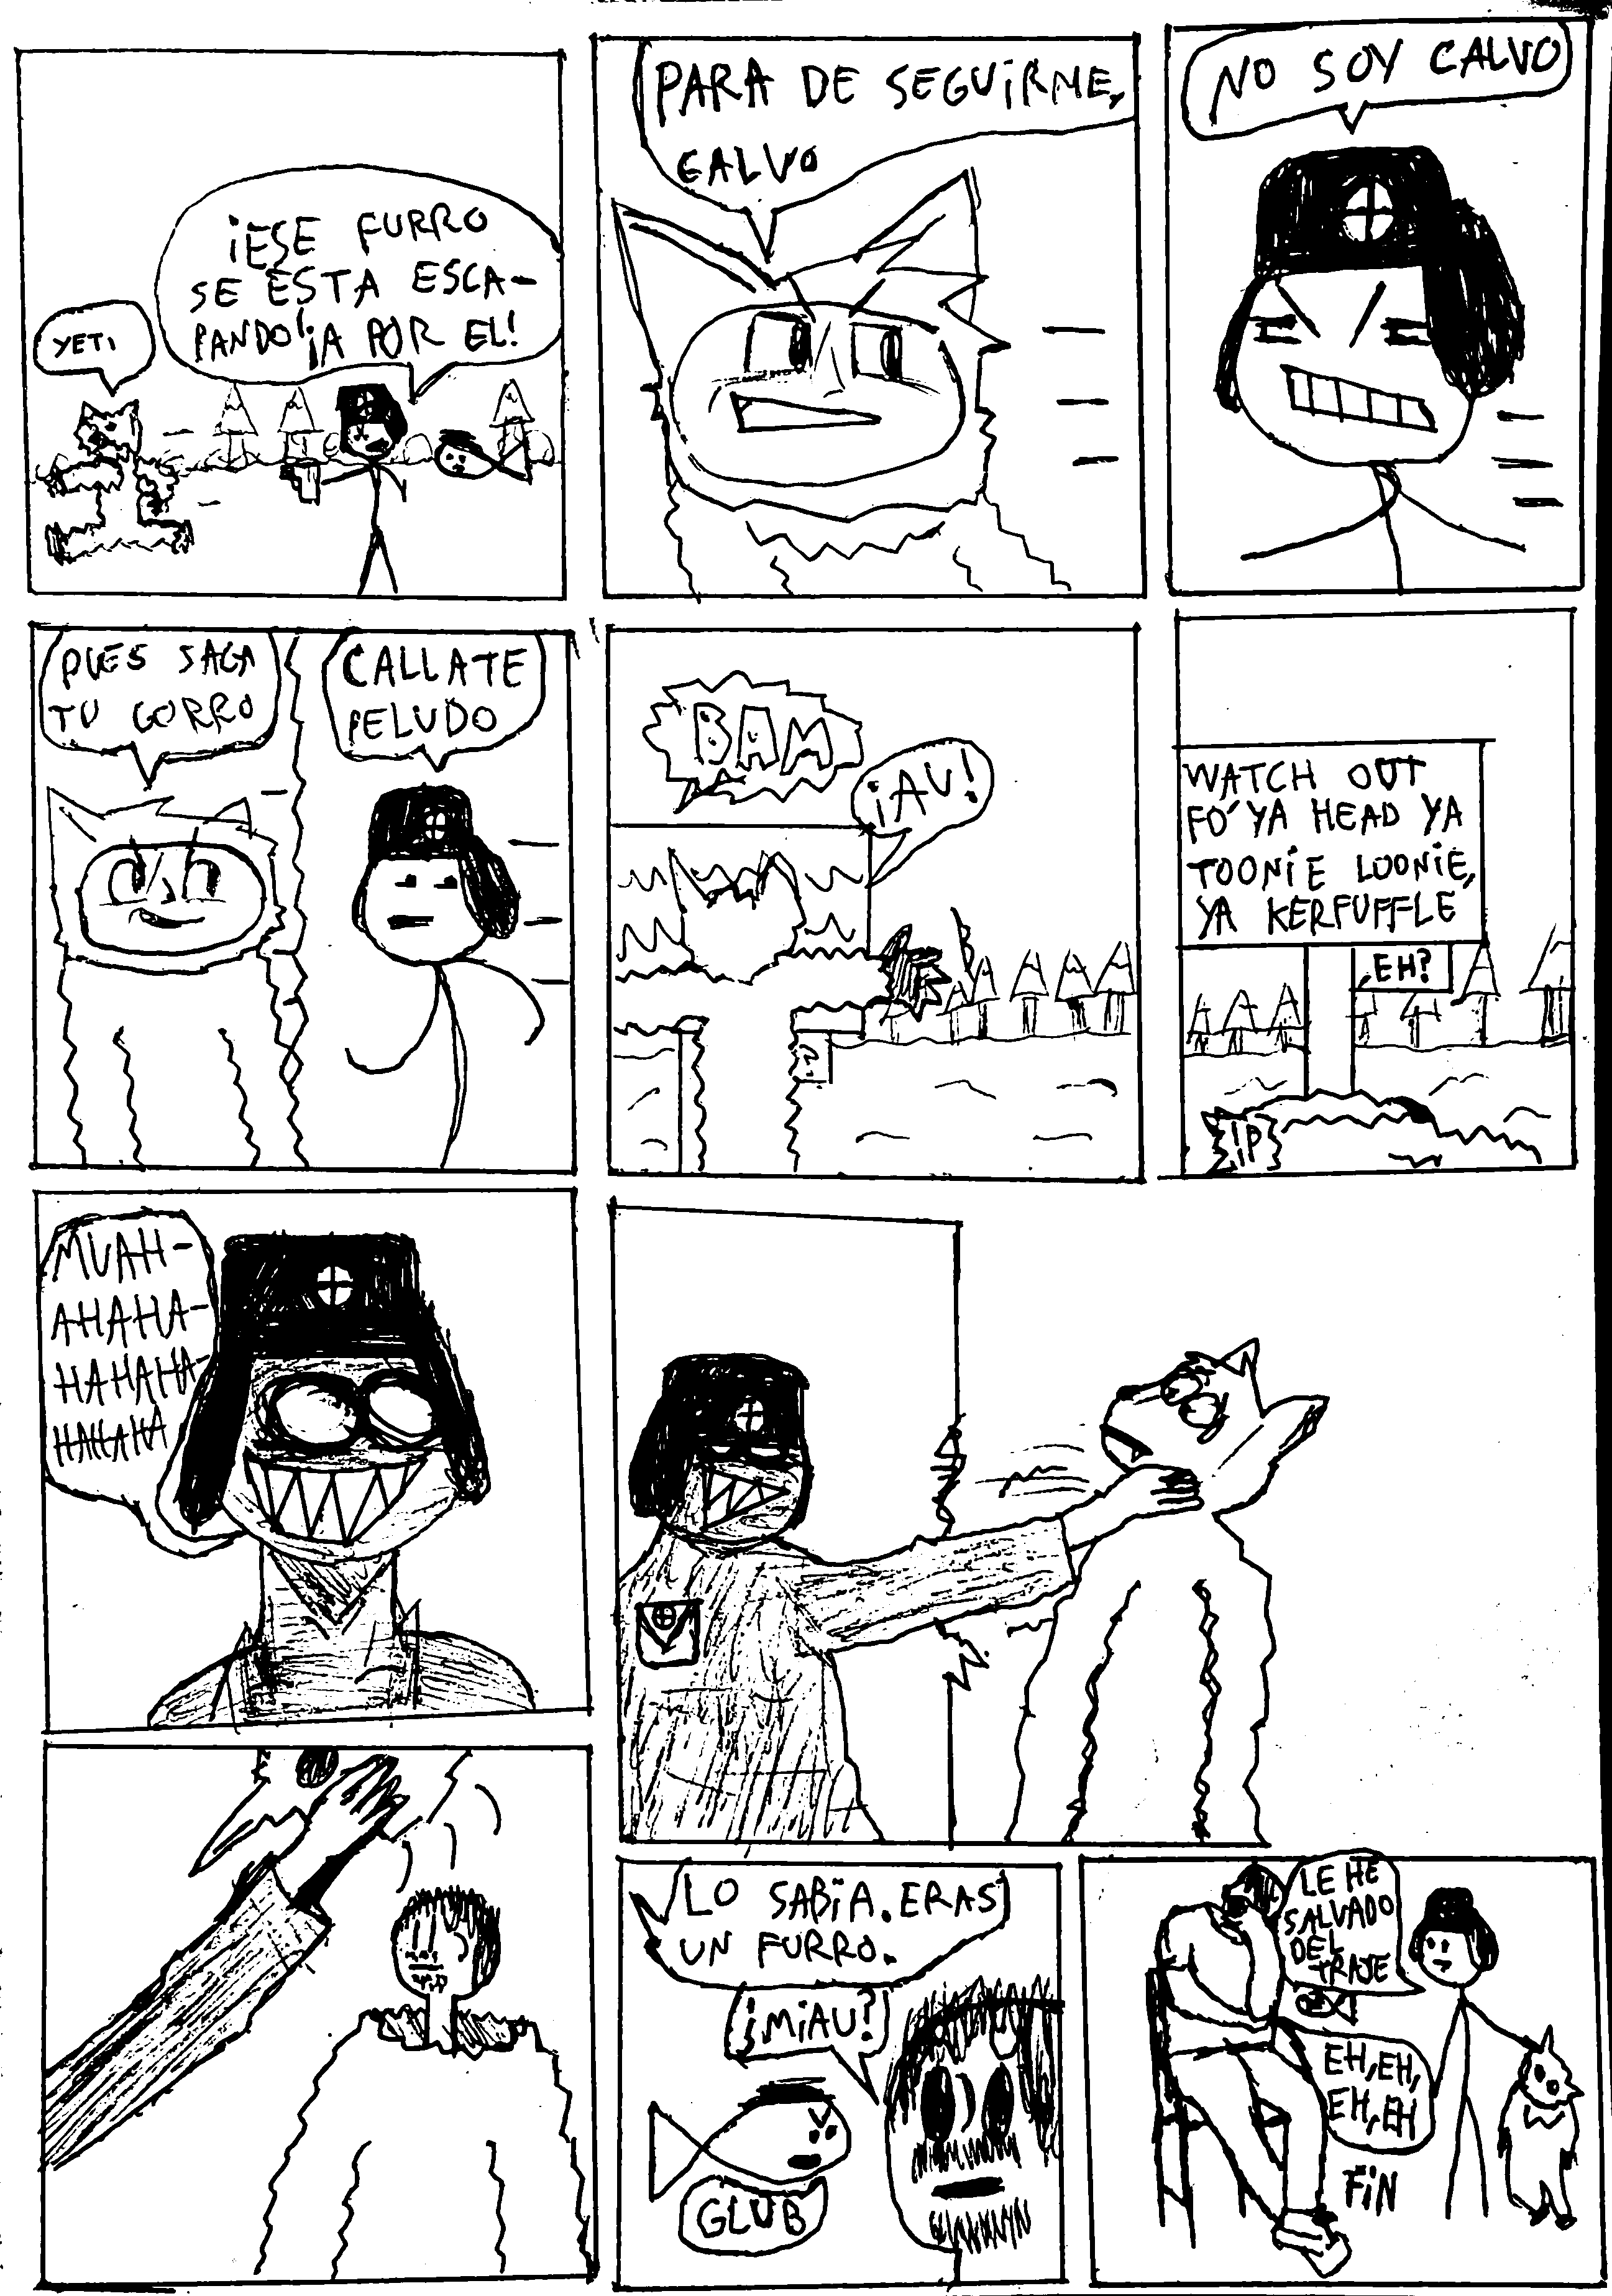 ¡ESE FURRO
SE ESTA ESCA-
PANDO! ¡A POR EL!
YETI
PARA DE SEGUIRME,
CALVO
NO SOY CALVO
PUES SACA
TU GORRO
CALLATE
PELUDO
BAM
¡AU!
WATCH OUT
FO' YA HEAD YA
TOONIE LOONIE,
YA KERFUFFLE
EH?
MUAH-
AHAHA-
HAHAHA-
HAHAHA
LO SABIA. ERAS
UN FURRO.
¿MIAU?
GLUB
LE HE
SALVADO
DEL
TRAJE
EH, EH,
EH, EH
FIN